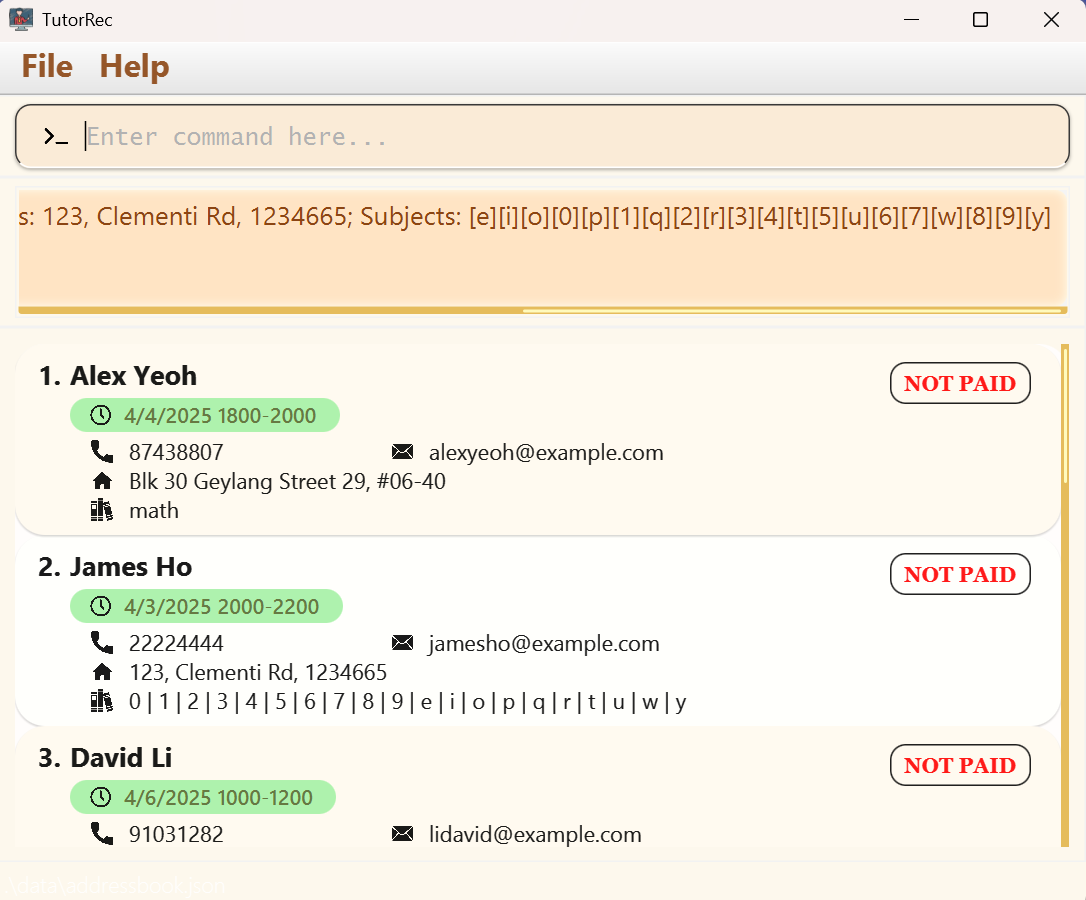 TutorRec
File Help
>_ Enter command here...
s: 123, Clementi Rd, 1234665; Subjects: [e][i][o][0][p][1][q][2][r][3][4][t][5][u][6][7][w][8][9][y]
1. Alex Yeoh
NOT PAID
4/4/2025 1800-2000
87438807 alexyeoh@example.com
Blk 30 Geylang Street 29, #06-40
math
2. James Ho
NOT PAID
4/3/2025 2000-2200
22224444 jamesho@example.com
123, Clementi Rd, 1234665
0 | 1 | 2 | 3 | 4 | 5 | 6 | 7 | 8 | 9 | e | i | o | p | q | r | t | u | w | y
3. David Li
NOT PAID
4/6/2025 1000-1200
91031282 lidavid@example.com
.\data\addressbook.json